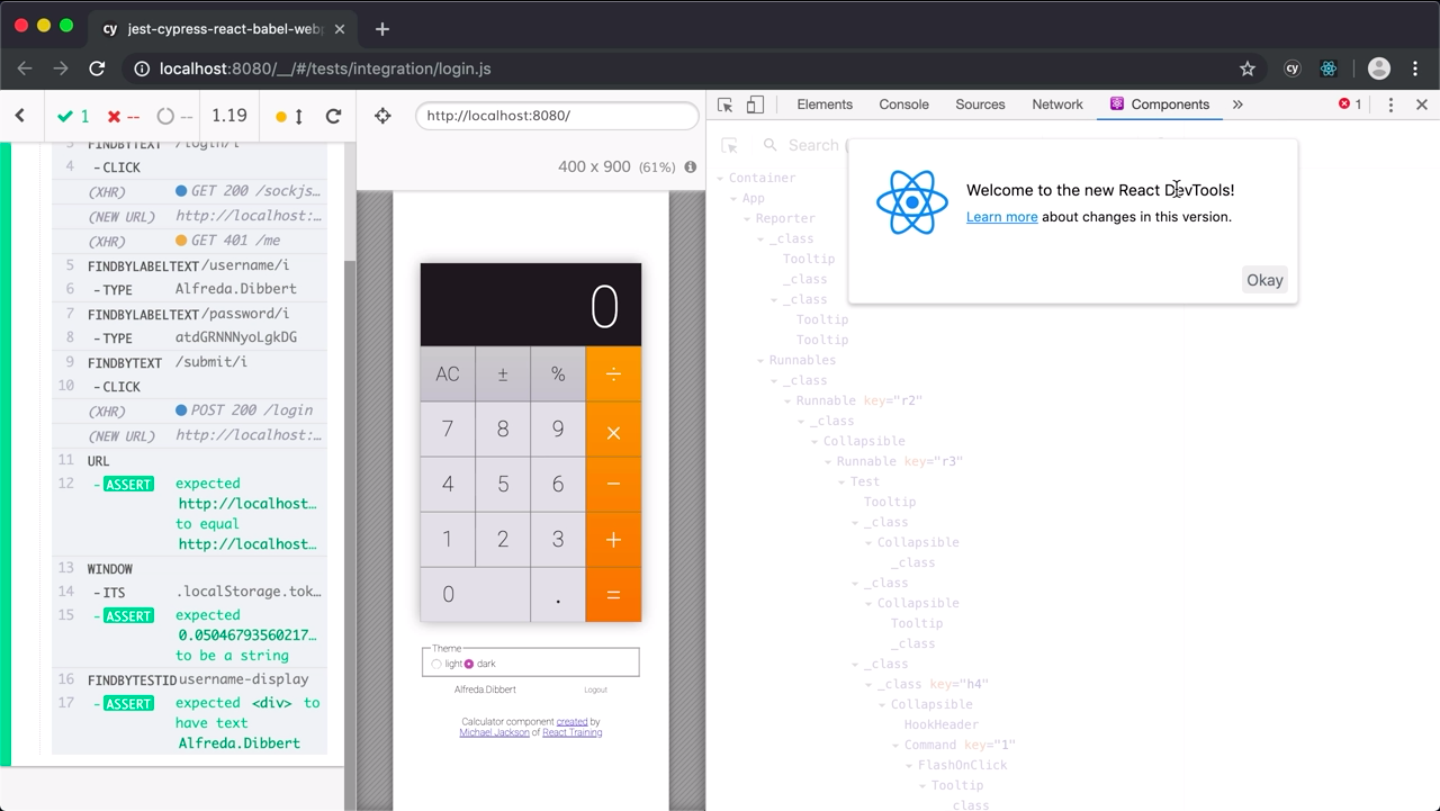 cy jest-cypress-react-babel-web
localhost:8080/__/#/tests/integration/login.js
cy
1 -- -- 1.19
http://localhost:8080/
400 x 900 (61%)
Elements Console Sources Network Components » 1
3 FINDBYTEXT /login/i
4 -CLICK
(XHR) GET 200 /sockjs…
(NEW URL) http://localhost:…
(XHR) GET 401 /me
5 FINDBYLABELTEXT /username/i
6 -TYPE Alfreda.Dibbert
7 FINDBYLABELTEXT /password/i
8 -TYPE atdGRNNNyoLgkDG
9 FINDBYTEXT /submit/i
10 -CLICK
(XHR) POST 200 /login
(NEW URL) http://localhost:…
11 URL
12 -ASSERT expected
http://localhost…
to equal
http://localhost…
13 WINDOW
14 -ITS .localStorage.tok…
15 -ASSERT expected
0.05046793560217…
to be a string
16 FINDBYTESTID username-display
17 -ASSERT expected <div> to
have text
Alfreda.Dibbert
0
AC ± % ÷
7 8 9 ×
4 5 6 −
1 2 3 +
0 . =
Theme
light dark
Alfreda.Dibbert Logout
Calculator component created by
Michael Jackson of React Training
Search (
Welcome to the new React DevTools!
Learn more about changes in this version.
Okay
Container
App
Reporter
_class
Tooltip
_class
_class
Tooltip
Tooltip
Runnables
_class
Runnable key="r2"
_class
Collapsible
Runnable key="r3"
Test
Tooltip
_class
Collapsible
_class
_class
Collapsible
Tooltip
_class
_class
_class key="h4"
Collapsible
HookHeader
Command key="1"
FlashOnClick
Tooltip
class